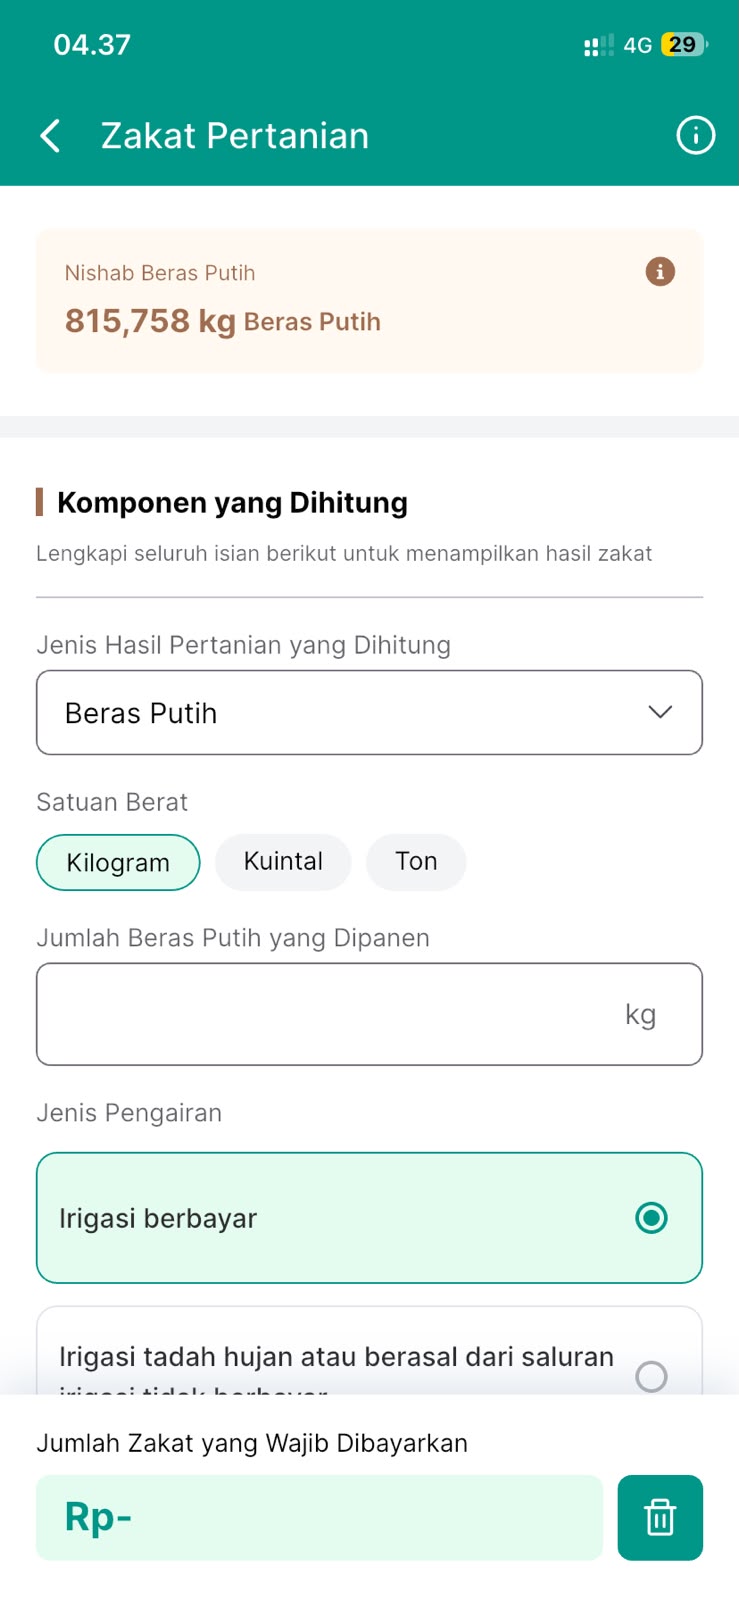 04.37
4G 29
Zakat Pertanian
Nishab Beras Putih
815,758 kg Beras Putih
Komponen yang Dihitung
Lengkapi seluruh isian berikut untuk menampilkan hasil zakat
Jenis Hasil Pertanian yang Dihitung
Beras Putih
Satuan Berat
Kilogram Kuintal Ton
Jumlah Beras Putih yang Dipanen
kg
Jenis Pengairan
Irigasi berbayar
Irigasi tadah hujan atau berasal dari saluran
irigasi tidak berbayar
Jumlah Zakat yang Wajib Dibayarkan
Rp-